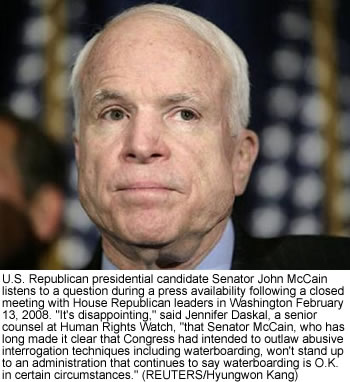 U.S. Republican presidential candidate Senator John McCain
listens to a question during a press availability following a closed
meeting with House Republican leaders in Washington February
13, 2008. "It's disappointing," said Jennifer Daskal, a senior
counsel at Human Rights Watch, "that Senator McCain, who has
long made it clear that Congress had intended to outlaw abusive
interrogation techniques including waterboarding, won't stand up
to an administration that continues to say waterboarding is O.K.
in certain circumstances." (REUTERS/Hyungwon Kang)